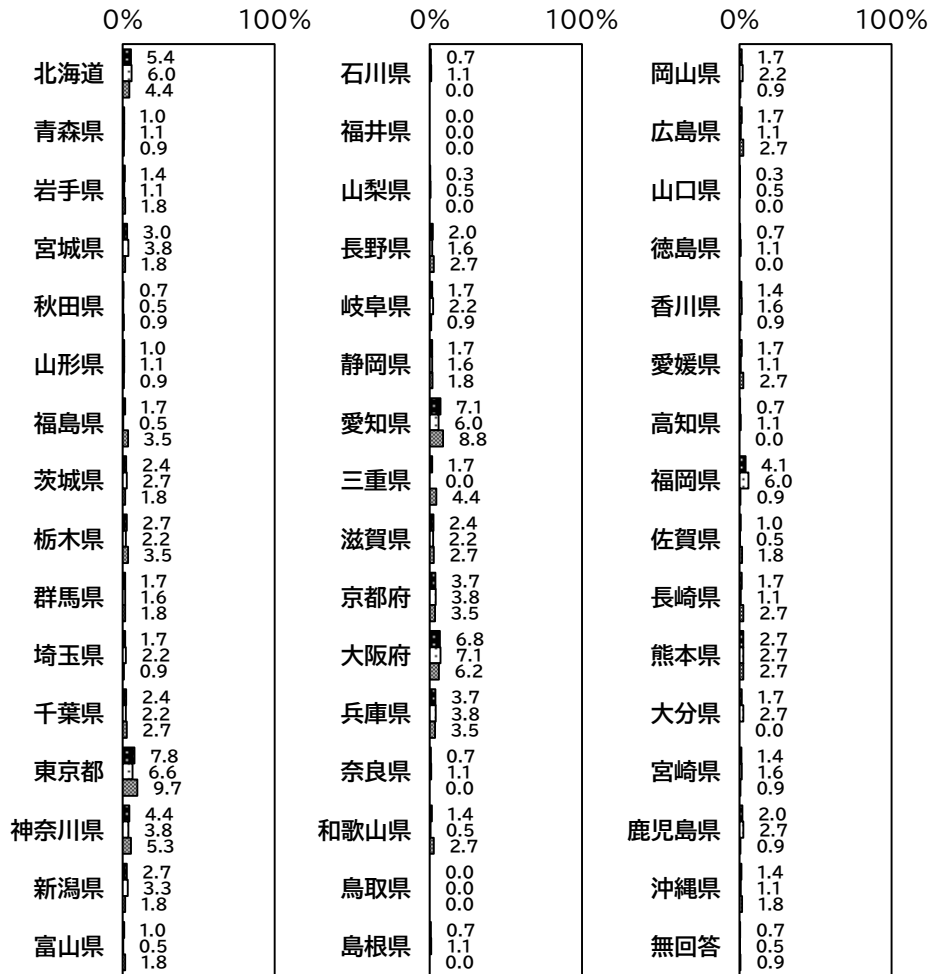 0% 100% 0% 100% 0% 100%
北海道 5.4 6.0 4.4
青森県 1.0 1.1 0.9
岩手県 1.4 1.1 1.8
宮城県 3.0 3.8 1.8
秋田県 0.7 0.5 0.9
山形県 1.0 1.1 0.9
福島県 1.7 0.5 3.5
茨城県 2.4 2.7 1.8
栃木県 2.7 2.2 3.5
群馬県 1.7 1.6 1.8
埼玉県 1.7 2.2 0.9
千葉県 2.4 2.2 2.7
東京都 7.8 6.6 9.7
神奈川県 4.4 3.8 5.3
新潟県 2.7 3.3 1.8
富山県 1.0 0.5 1.8
石川県 0.7 1.1 0.0
福井県 0.0 0.0 0.0
山梨県 0.3 0.5 0.0
長野県 2.0 1.6 2.7
岐阜県 1.7 2.2 0.9
静岡県 1.7 1.6 1.8
愛知県 7.1 6.0 8.8
三重県 1.7 0.0 4.4
滋賀県 2.4 2.2 2.7
京都府 3.7 3.8 3.5
大阪府 6.8 7.1 6.2
兵庫県 3.7 3.8 3.5
奈良県 0.7 1.1 0.0
和歌山県 1.4 0.5 2.7
鳥取県 0.0 0.0 0.0
島根県 0.7 1.1 0.0
岡山県 1.7 2.2 0.9
広島県 1.7 1.1 2.7
山口県 0.3 0.5 0.0
徳島県 0.7 1.1 0.0
香川県 1.4 1.6 0.9
愛媛県 1.7 1.1 2.7
高知県 0.7 1.1 0.0
福岡県 4.1 6.0 0.9
佐賀県 1.0 0.5 1.8
長崎県 1.7 1.1 2.7
熊本県 2.7 2.7 2.7
大分県 1.7 2.7 0.0
宮崎県 1.4 1.6 0.9
鹿児島県 2.0 2.7 0.9
沖縄県 1.4 1.1 1.8
無回答 0.7 0.5 0.9